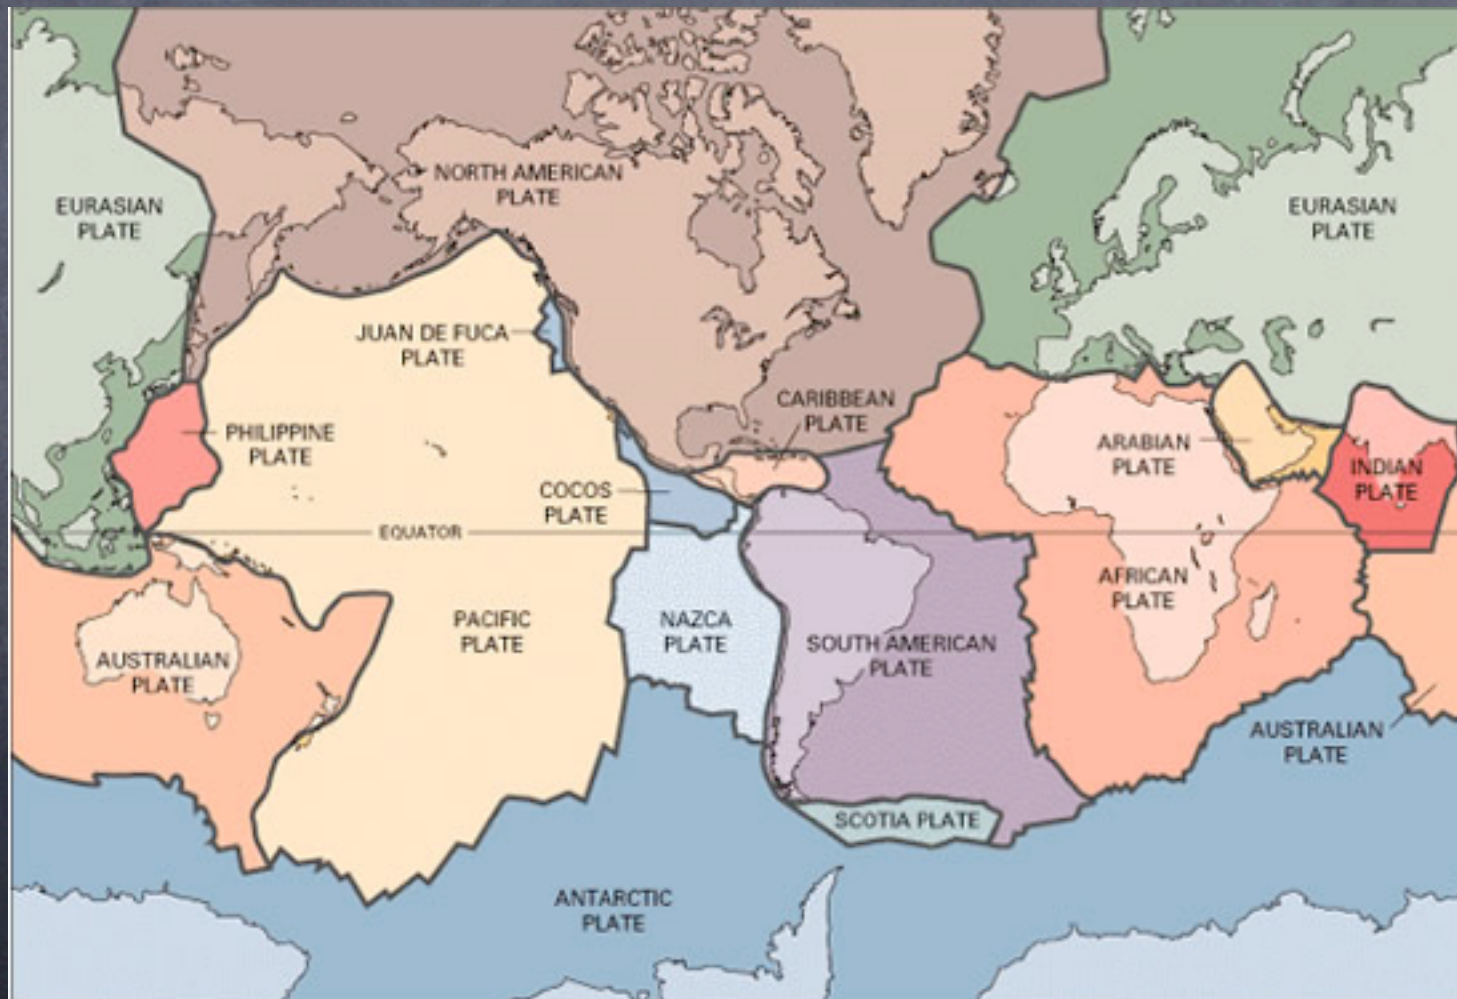 NORTH AMERICAN
PLATE
EURASIAN
PLATE
EURASIAN
PLATE
JUAN DE FUCA
PLATE
CARIBBEAN
PLATE
PHILIPPINE
PLATE
ARABIAN
PLATE
INDIAN
PLATE
COCOS
PLATE
EQUATOR
AFRICAN
PLATE
PACIFIC
PLATE
NAZCA
PLATE
SOUTH AMERICAN
PLATE
AUSTRALIAN
PLATE
AUSTRALIAN
PLATE
SCOTIA PLATE
ANTARCTIC
PLATE